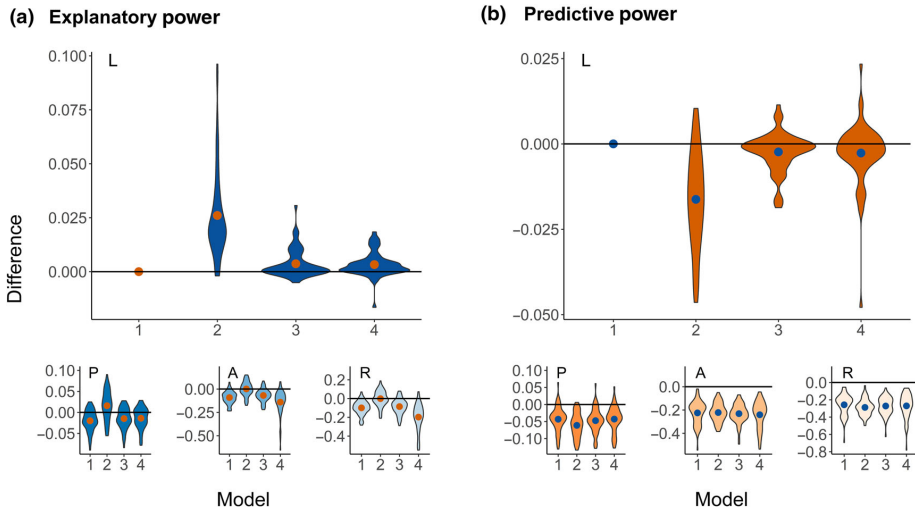 (a) Explanatory power
(b) Predictive power
Difference
L
0.100
0.075
0.050
0.025
0.000
1 2 3 4
L
0.025
0.000
−0.025
−0.050
1 2 3 4
P
0.10
0.05
0.00
−0.05
1 2 3 4
A
0.00
−0.25
−0.50
1 2 3 4
R
0.2
0.0
−0.2
−0.4
1 2 3 4
P
0.10
0.05
0.00
−0.05
−0.10
1 2 3 4
A
0.0
−0.2
−0.4
1 2 3 4
R
0.0
−0.2
−0.4
−0.6
−0.8
1 2 3 4
Model
Model